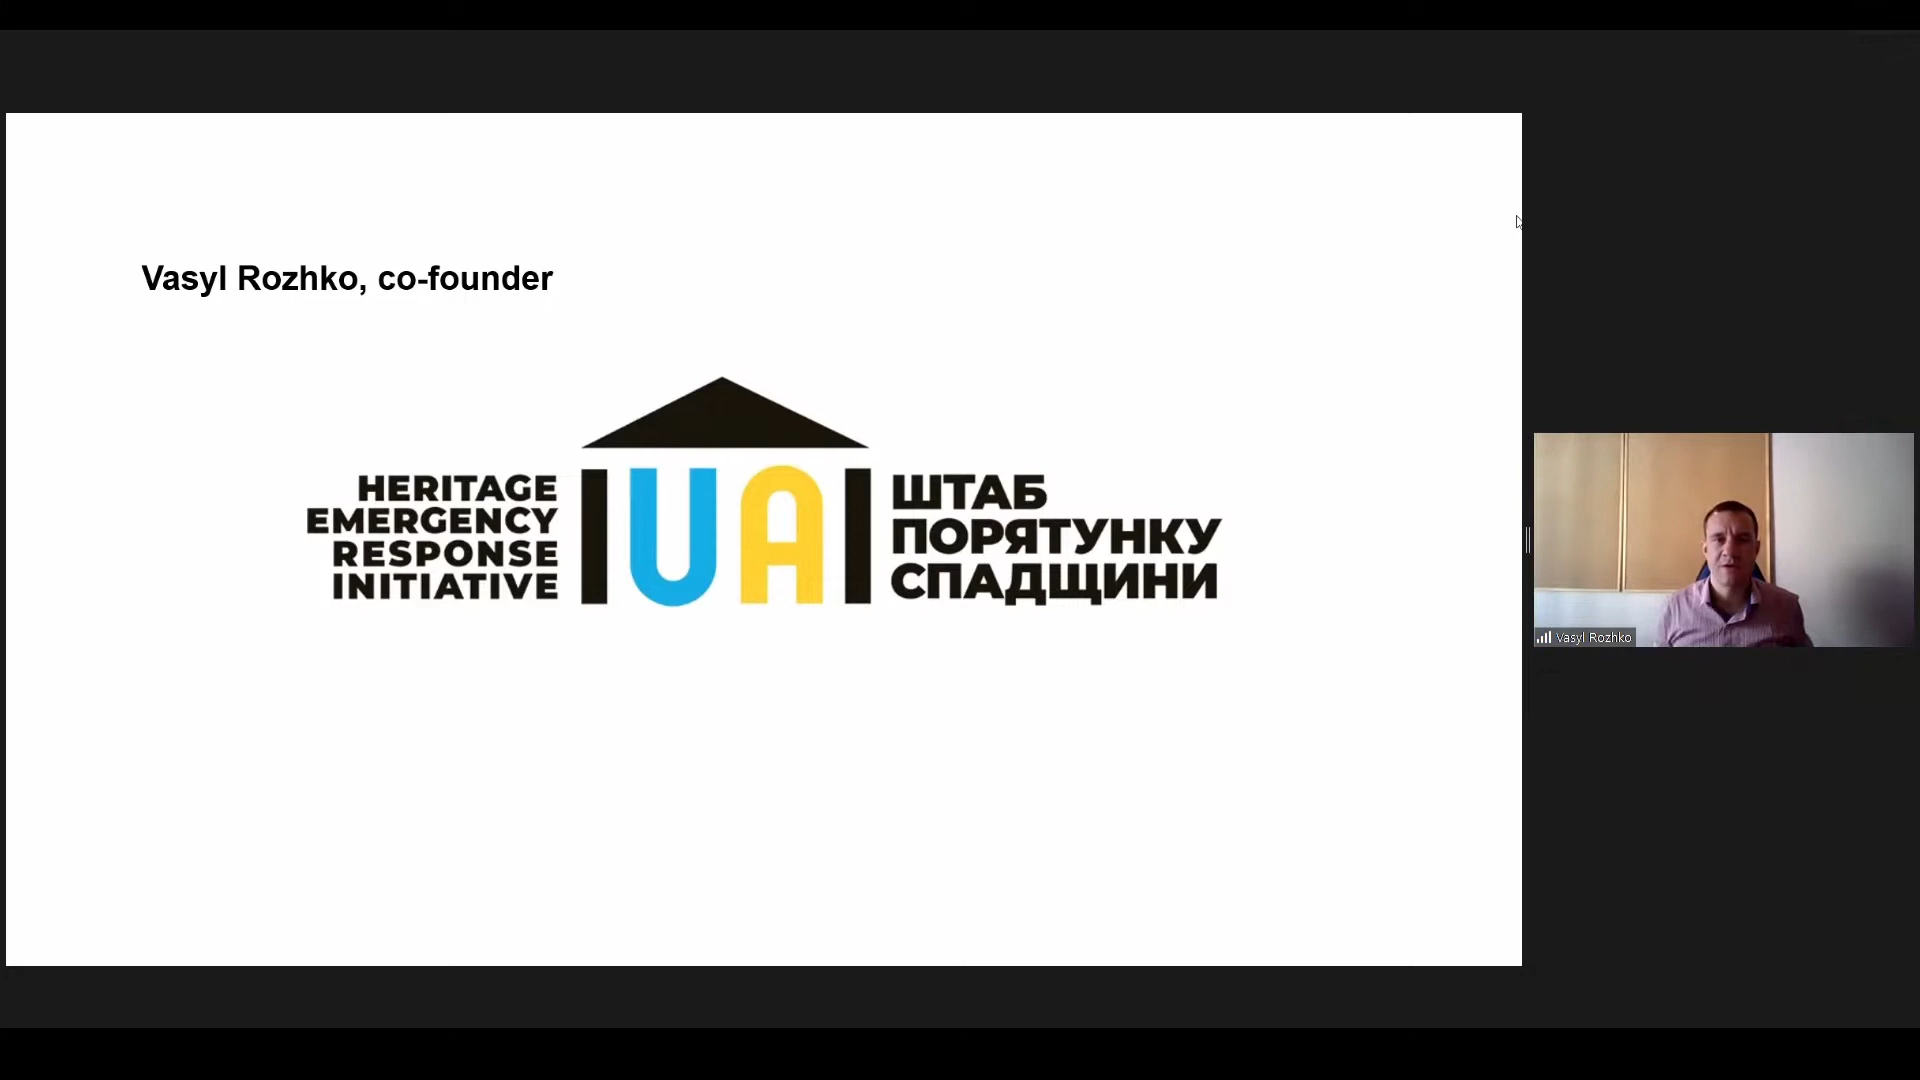 Vasyl Rozhko, co-founder
HERITAGE
EMERGENCY
RESPONSE
INITIATIVE
UA
ШТАБ
ПОРЯТУНКУ
СПАДЩИНИ
Vasyl Rozhko